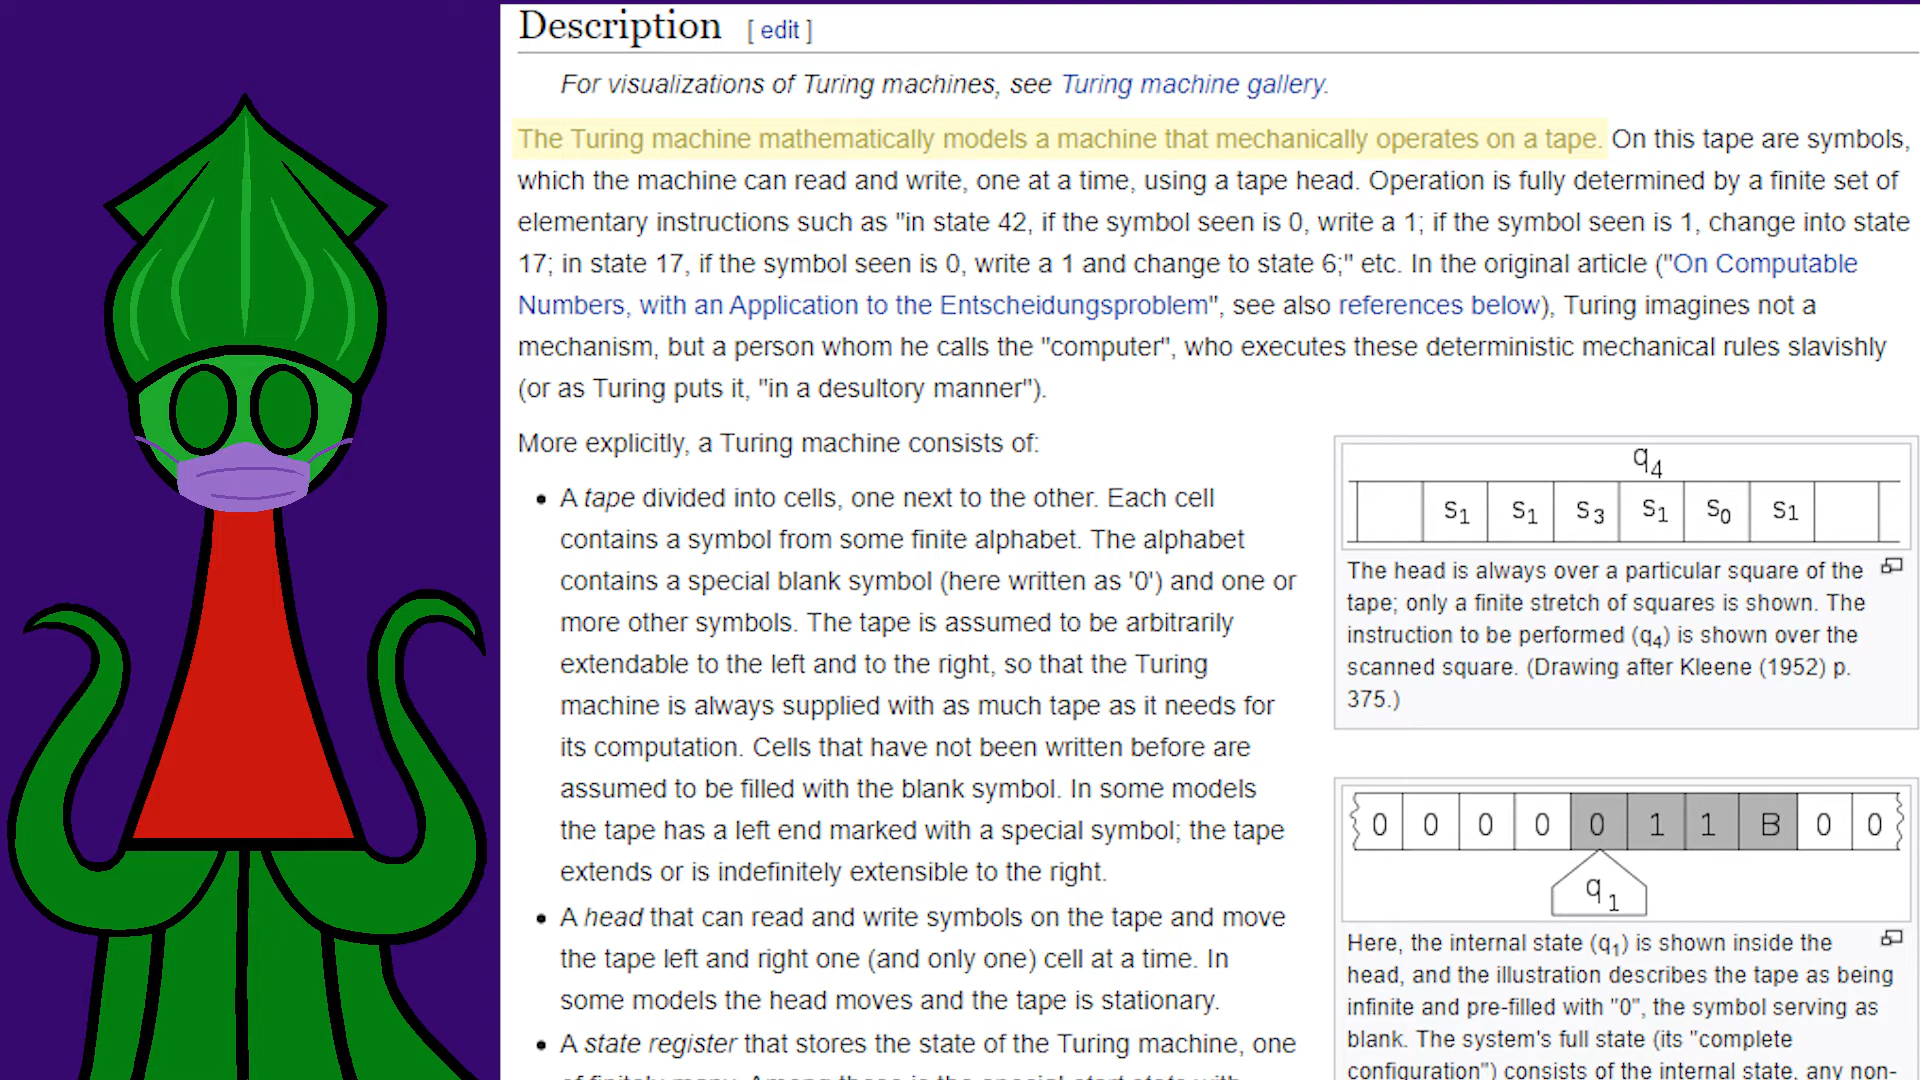 Description [ edit ]
For visualizations of Turing machines, see Turing machine gallery.
The Turing machine mathematically models a machine that mechanically operates on a tape. On this tape are symbols,
which the machine can read and write, one at a time, using a tape head. Operation is fully determined by a finite set of
elementary instructions such as "in state 42, if the symbol seen is 0, write a 1; if the symbol seen is 1, change into state
17; in state 17, if the symbol seen is 0, write a 1 and change to state 6;" etc. In the original article ("On Computable
Numbers, with an Application to the Entscheidungsproblem", see also references below), Turing imagines not a
mechanism, but a person whom he calls the "computer", who executes these deterministic mechanical rules slavishly
(or as Turing puts it, "in a desultory manner").
More explicitly, a Turing machine consists of:
• A tape divided into cells, one next to the other. Each cell
contains a symbol from some finite alphabet. The alphabet
contains a special blank symbol (here written as '0') and one or
more other symbols. The tape is assumed to be arbitrarily
extendable to the left and to the right, so that the Turing
machine is always supplied with as much tape as it needs for
its computation. Cells that have not been written before are
assumed to be filled with the blank symbol. In some models
the tape has a left end marked with a special symbol; the tape
extends or is indefinitely extensible to the right.
• A head that can read and write symbols on the tape and move
the tape left and right one (and only one) cell at a time. In
some models the head moves and the tape is stationary.
• A state register that stores the state of the Turing machine, one
q4
S1 S1 S3 S1 S0 S1
The head is always over a particular square of the
tape; only a finite stretch of squares is shown. The
instruction to be performed (q4) is shown over the
scanned square. (Drawing after Kleene (1952) p.
375.)
0 0 0 0 0 1 1 B 0 0
q1
Here, the internal state (q1) is shown inside the
head, and the illustration describes the tape as being
infinite and pre-filled with "0", the symbol serving as
blank. The system's full state (its "complete
configuration") consists of the internal state, any non-